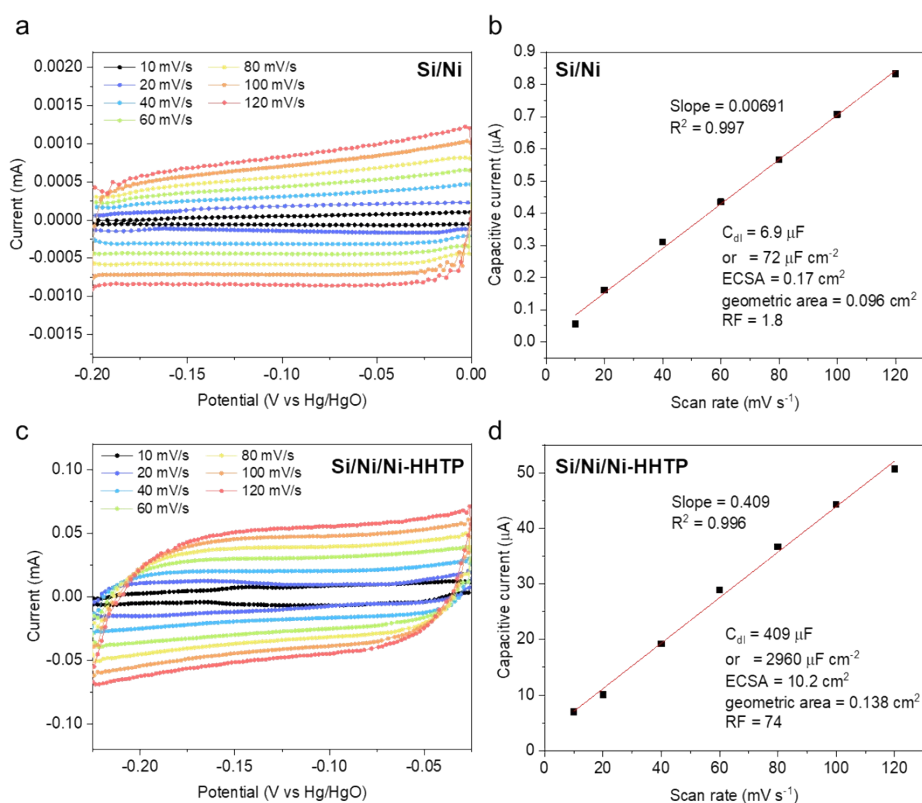 a
Si/Ni
10 mV/s
20 mV/s
40 mV/s
60 mV/s
80 mV/s
100 mV/s
120 mV/s
0.0020
0.0015
0.0010
0.0005
0.0000
-0.0005
-0.0010
-0.0015
Current (mA)
-0.20
-0.15
-0.10
-0.05
0.00
Potential (V vs Hg/HgO)
b
Si/Ni
Slope = 0.00691
R² = 0.997
C_dl = 6.9 μF
or = 72 μF cm⁻²
ECSA = 0.17 cm²
geometric area = 0.096 cm²
RF = 1.8
0.9
0.8
0.7
0.6
0.5
0.4
0.3
0.2
0.1
0.0
Capacitive current (μA)
0
20
40
60
80
100
120
Scan rate (mV s⁻¹)
c
Si/Ni/Ni-HHTP
10 mV/s
20 mV/s
40 mV/s
60 mV/s
80 mV/s
100 mV/s
120 mV/s
0.10
0.05
0.00
-0.05
-0.10
Current (mA)
-0.20
-0.15
-0.10
-0.05
Potential (V vs Hg/HgO)
d
Si/Ni/Ni-HHTP
Slope = 0.409
R² = 0.996
C_dl = 409 μF
or = 2960 μF cm⁻²
ECSA = 10.2 cm²
geometric area = 0.138 cm²
RF = 74
50
40
30
20
10
0
Capacitive current (μA)
0
20
40
60
80
100
120
Scan rate (mV s⁻¹)